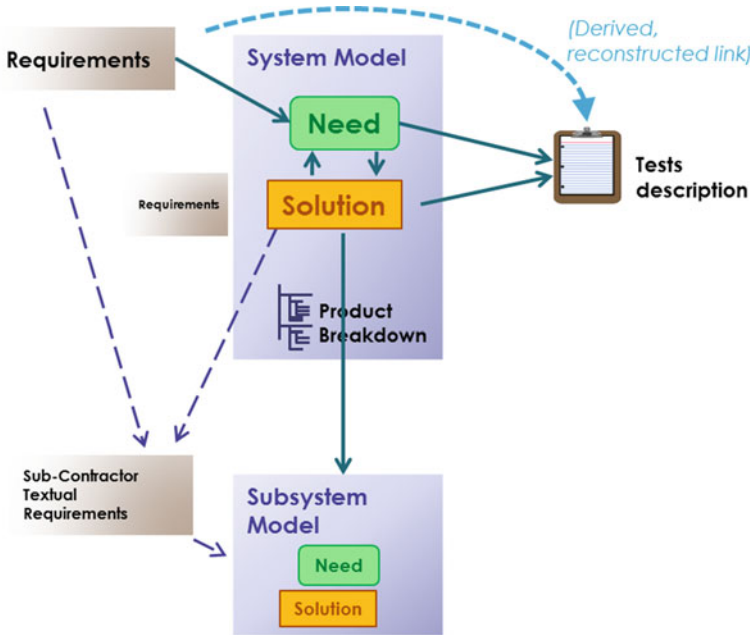 (Derived,
reconstructed link)
Requirements
System Model
Need
Tests
description
Requirements
Solution
Product
Breakdown
Sub-Contractor
Textual
Requirements
Subsystem
Model
Need
Solution